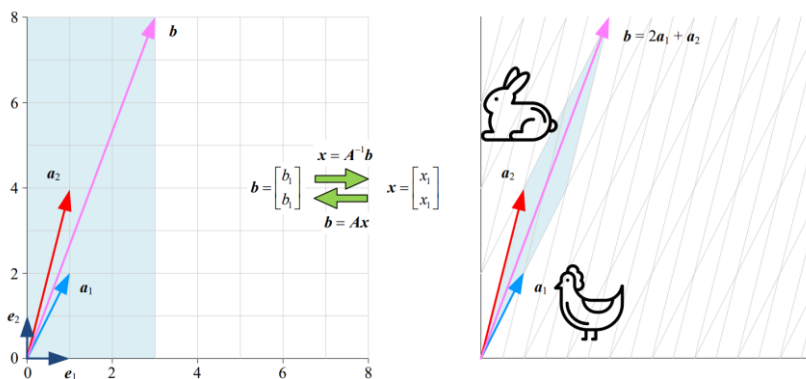 8
6
4
2
0
0
2
4
6
8
b
a₂
a₁
e₂
e₁
x = A⁻¹b
b = [b₁ b₁]
x = [x₁ x₁]
b = Ax
b = 2a₁ + a₂
a₂
a₁